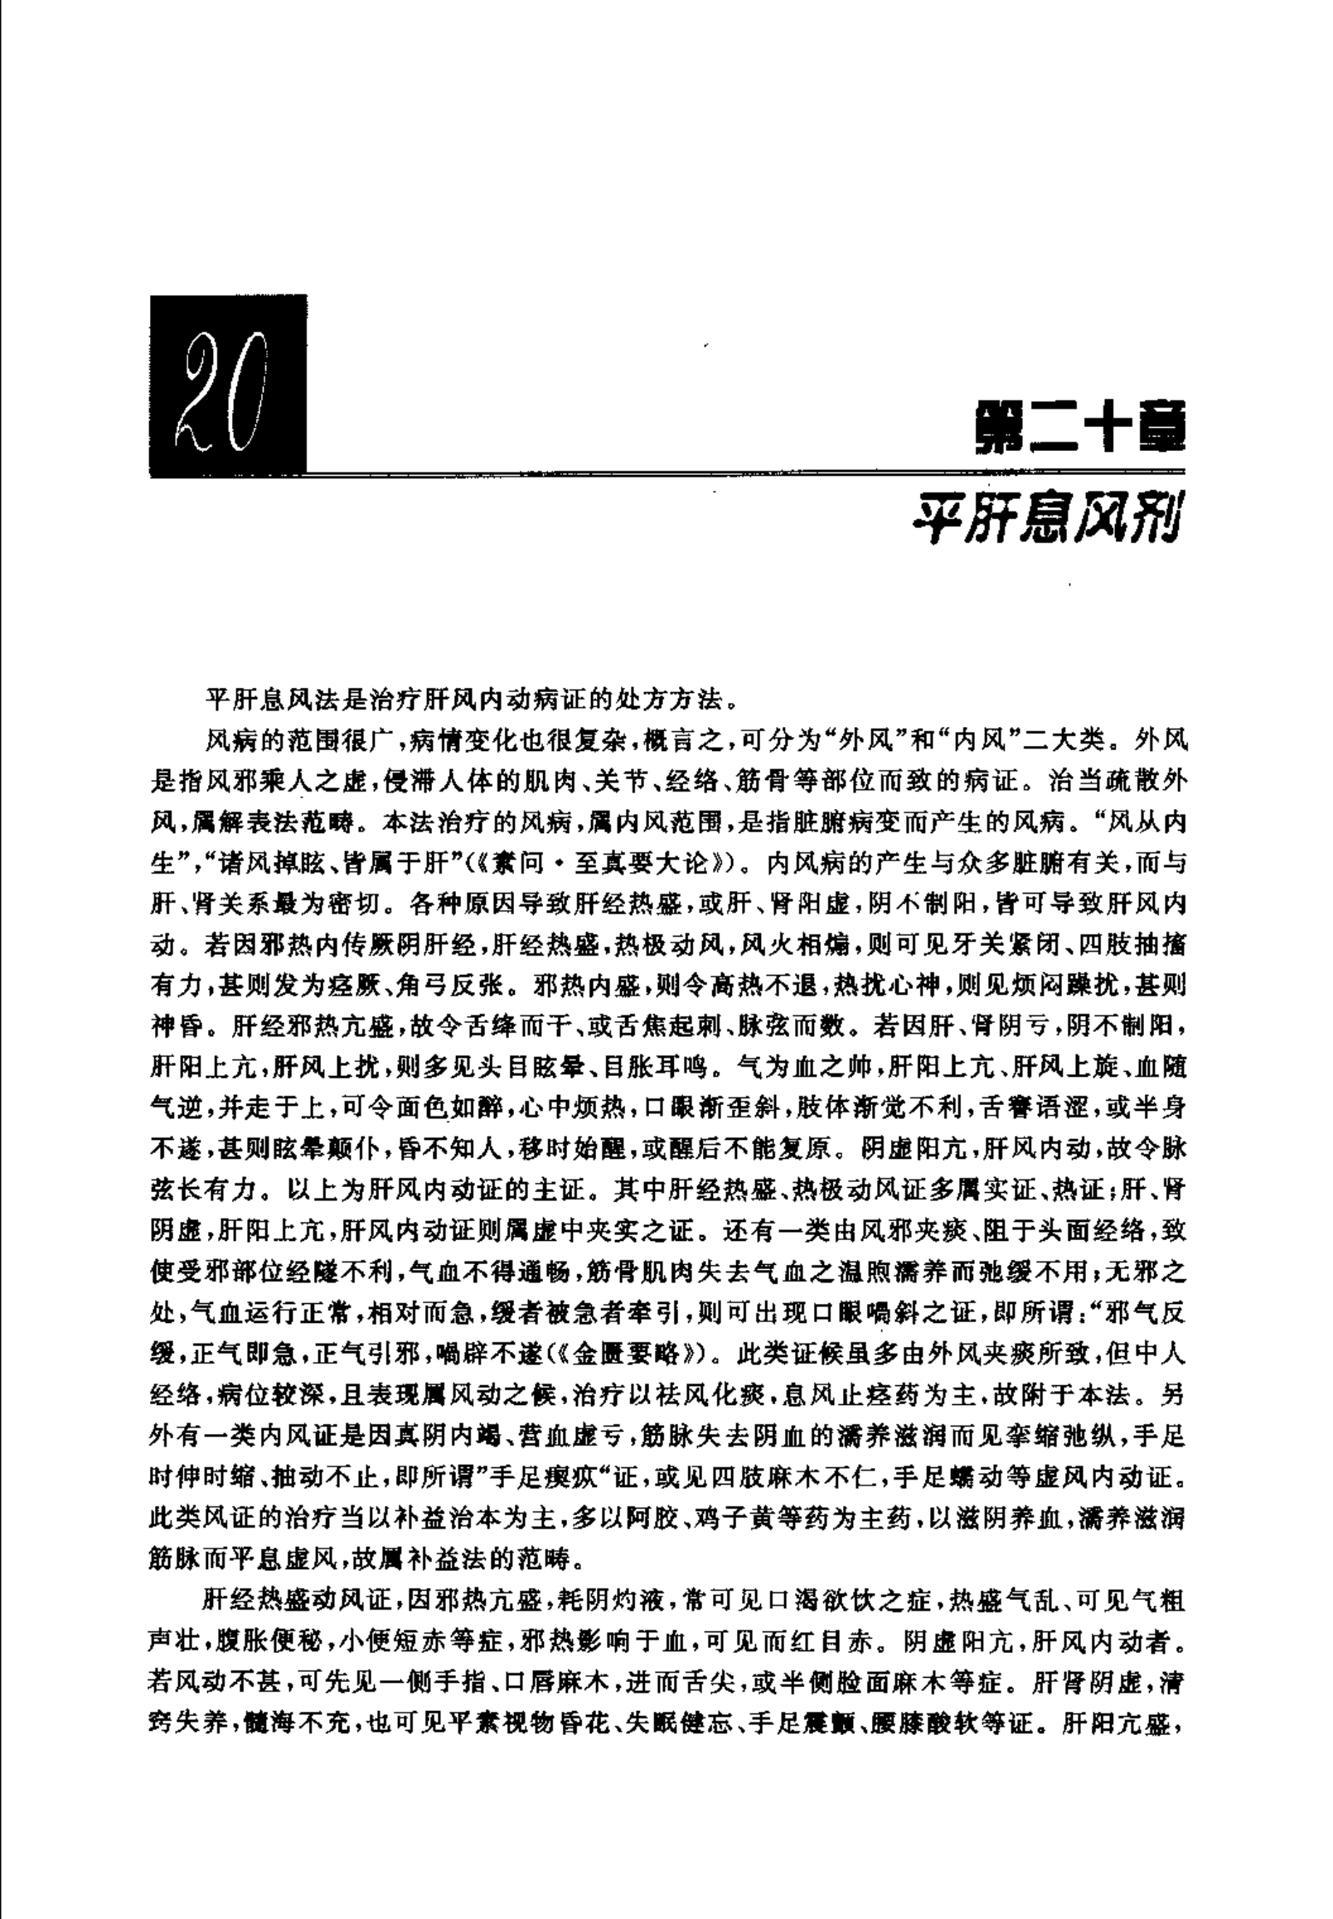 20
第二十章
平肝息风剂
平肝息风法是治疗肝风内动病证的处方方法。
风病的范围很广,病情变化也很复杂,概言之,可分为“外风”和“内风”二大类。外风
是指风邪乘人之虚,侵滞人体的肌肉、关节、经络、筋骨等部位而致的病证。治当疏散外
风,属解表法范畴。本法治疗的风病,属内风范围,是指脏腑病变而产生的风病。“风从内
生”,“诸风掉眩、皆属于肝”(《素问·至真要大论》)。内风病的产生与众多脏腑有关,而与
肝、肾关系最为密切。各种原因导致肝经热盛,或肝、肾阳虚,阴不制阳,皆可导致肝风内
动。若因邪热内传厥阴肝经,肝经热盛,热极动风,风火相煽,则可见牙关紧闭、四肢抽搐
有力,甚则发为痉厥、角弓反张。邪热内盛,则令高热不退,热扰心神,则见烦闷躁扰,甚则
神昏。肝经邪热亢盛,故令舌绛而干、或舌焦起刺、脉弦而数。若因肝、肾阴亏,阴不制阳,
肝阳上亢,肝风上扰,则多见头目眩晕、目胀耳鸣。气为血之帅,肝阳上亢、肝风上旋、血随
气逆,并走于上,可令面色如醉,心中烦热,口眼渐歪斜,肢体渐觉不利,舌謇语涩,或半身
不遂,甚则眩晕颠仆,昏不知人,移时始醒,或醒后不能复原。阴虚阳亢,肝风内动,故令脉
弦长有力。以上为肝风内动证的主证。其中肝经热盛、热极动风证多属实证、热证;肝、肾
阴虚,肝阳上亢,肝风内动证则属虚中夹实之证。还有一类由风邪夹痰、阻于头面经络,致
使受邪部位经隧不利,气血不得通畅,筋骨肌肉失去气血之温煦濡养而弛缓不用;无邪之
处,气血运行正常,相对而急,缓者被急者牵引,则可出现口眼喎斜之证,即所谓:“邪气反
缓,正气即急,正气引邪,喎辟不遂(《金匮要略》)。此类证候虽多由外风夹痰所致,但中人
经络,病位较深,且表现属风动之候,治疗以祛风化痰,息风止痉药为主,故附于本法。另
外有一类内风证是因真阴内竭、营血虚亏,筋脉失去阴血的濡养滋润而见挛缩弛纵,手足
时伸时缩、抽动不止,即所谓”手足瘈疭“证,或见四肢麻木不仁,手足蠕动等虚风内动证。
此类风证的治疗当以补益治本为主,多以阿胶、鸡子黄等药为主药,以滋阴养血,濡养滋润
筋脉而平息虚风,故属补益法的范畴。
肝经热盛动风证,因邪热亢盛,耗阴灼液,常可见口渴欲饮之症,热盛气乱、可见气粗
声壮,腹胀便秘,小便短赤等症,邪热影响于血,可见而红目赤。阴虚阳亢,肝风内动者。
若风动不甚,可先见一侧手指、口唇麻木,进而舌尖,或半侧脸面麻木等症。肝肾阴虚,清
窍失养,髓海不充,也可见平素视物昏花、失眠健忘、手足震颤、腰膝酸软等证。肝阳亢盛,